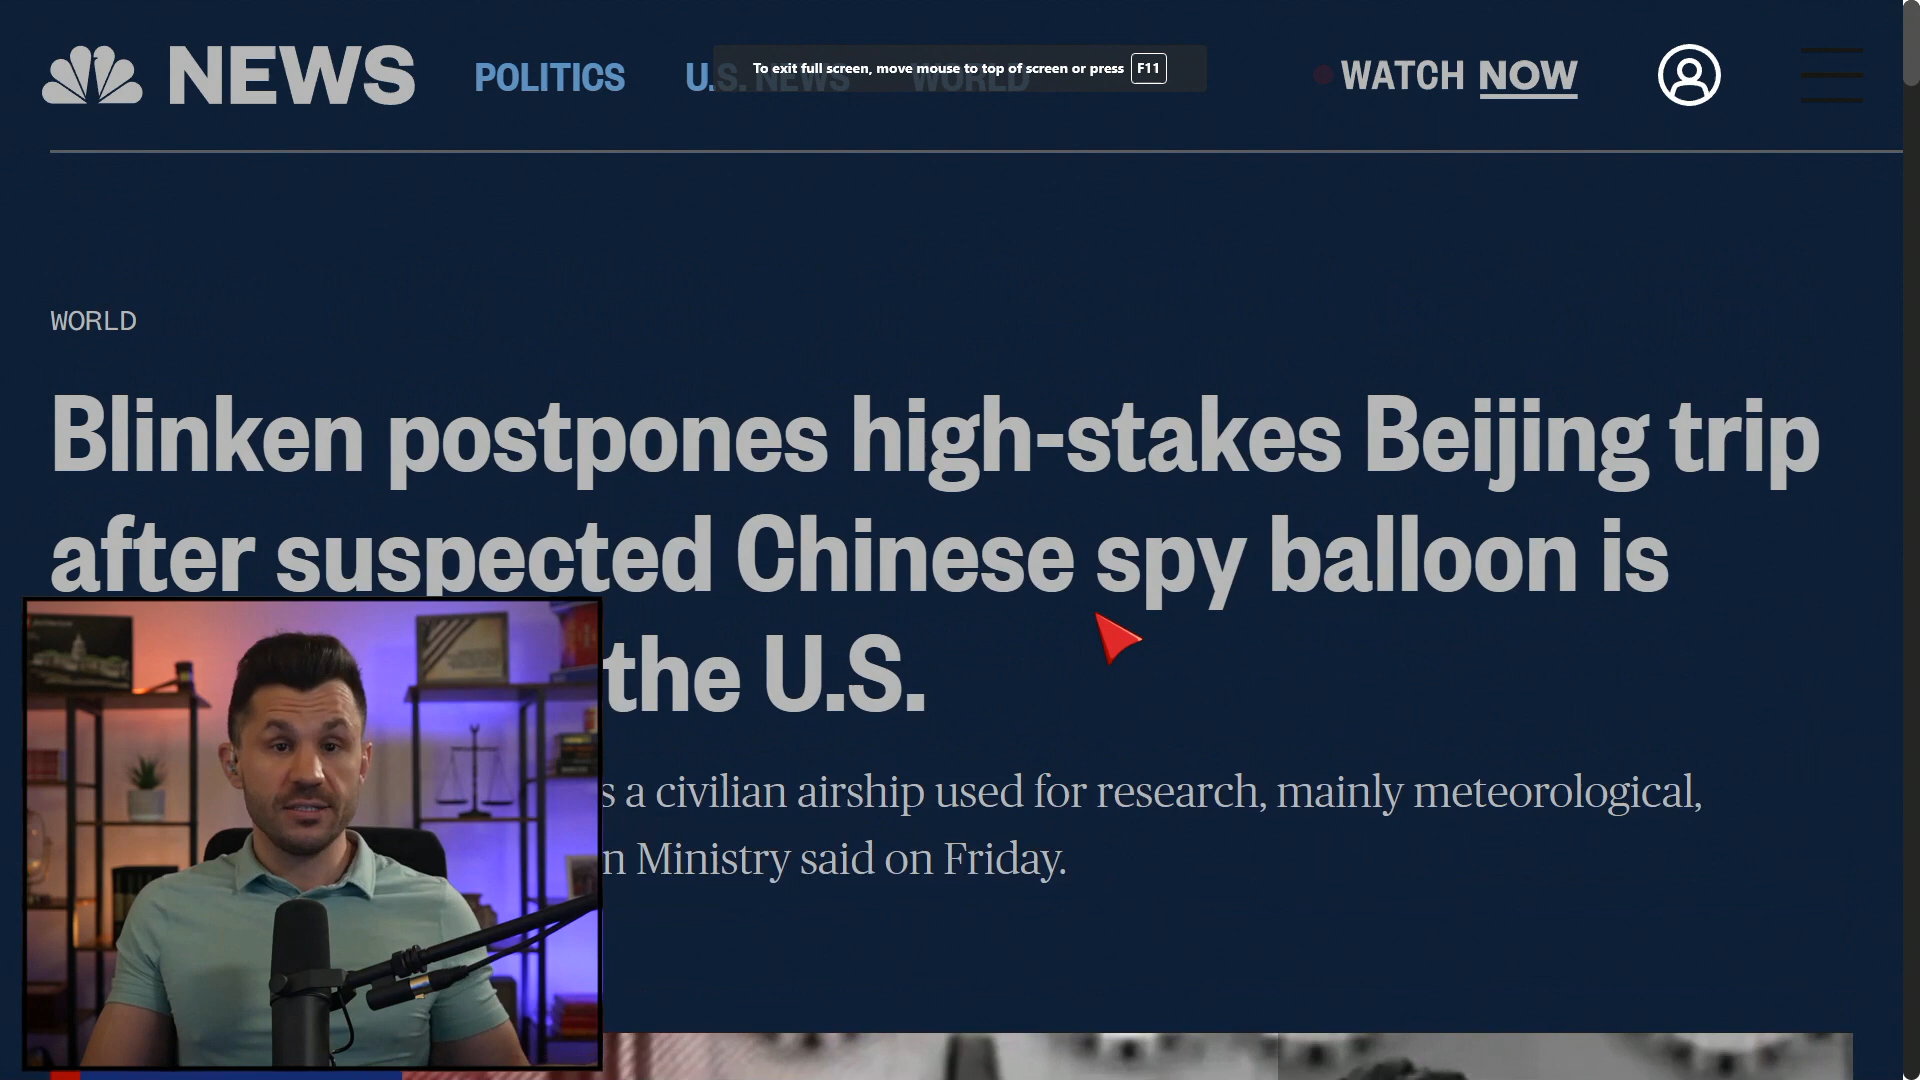 NEWS
POLITICS
U.S. NEWS
WORLD
To exit full screen, move mouse to top of screen or press F11
WATCH NOW
WORLD
Blinken postpones high-stakes Beijing trip
after suspected Chinese spy balloon is
the U.S.
a civilian airship used for research, mainly meteorological,
Ministry said on Friday.